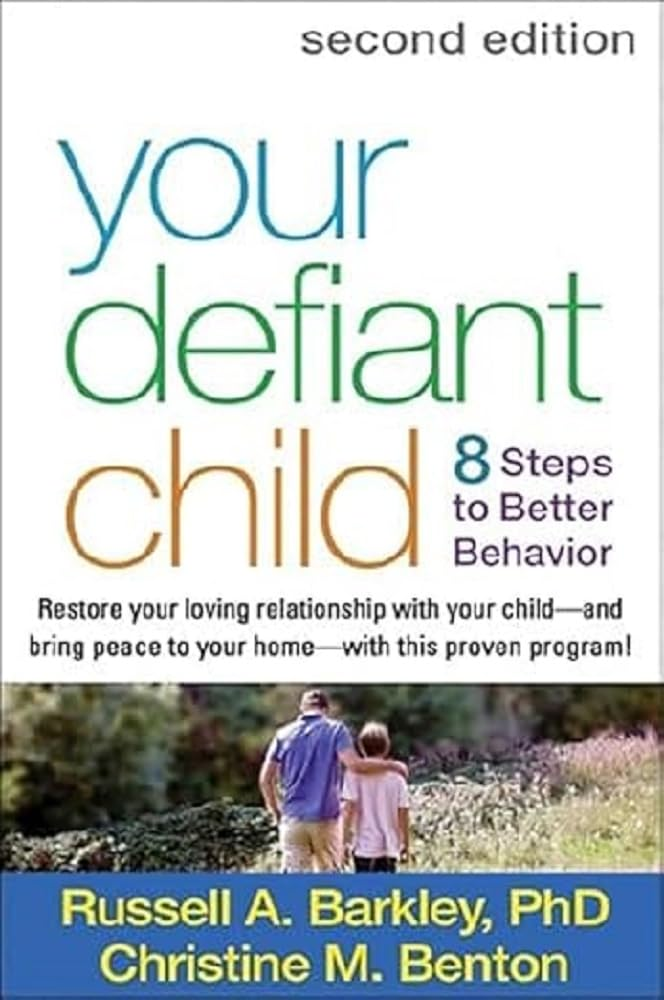 second edition
your
defiant
child
8 Steps
to Better
Behavior
Restore your loving relationship with your child—and
bring peace to your home—with this proven program!
Russell A. Barkley, PhD
Christine M. Benton